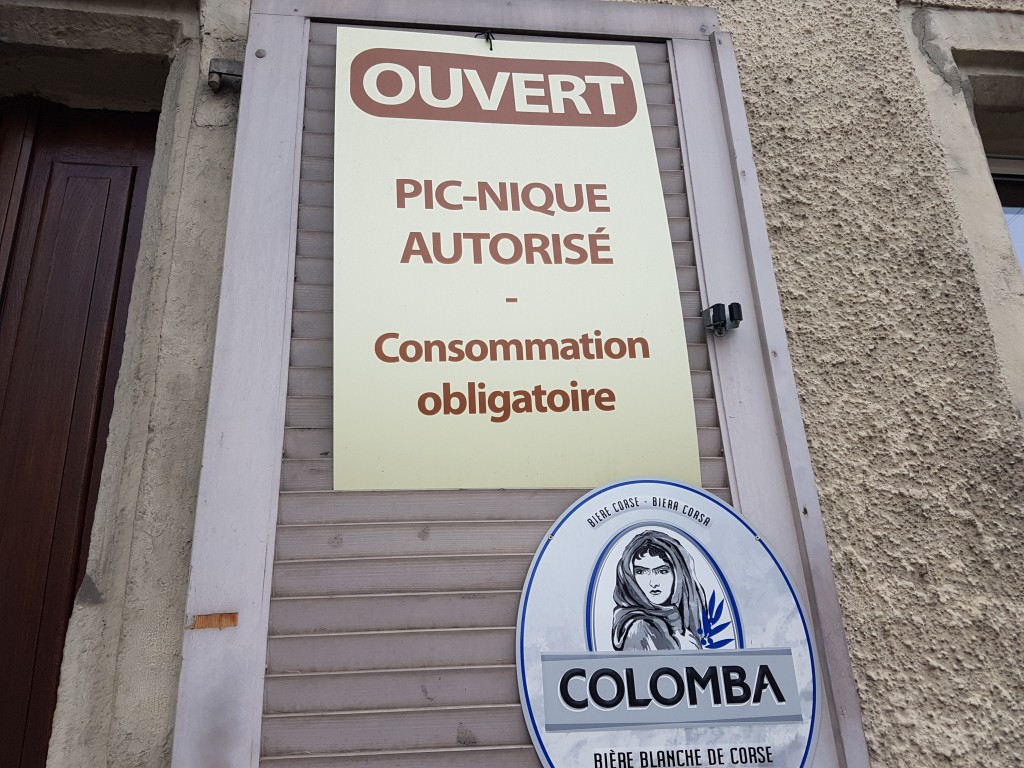 OUVERT
PIC-NIQUE
AUTORISÉ
-
Consommation
obligatoire
BIÈRE CORSE - BIERA CORSA
COLOMBA
BIÈRE BLANCHE DE CORSE